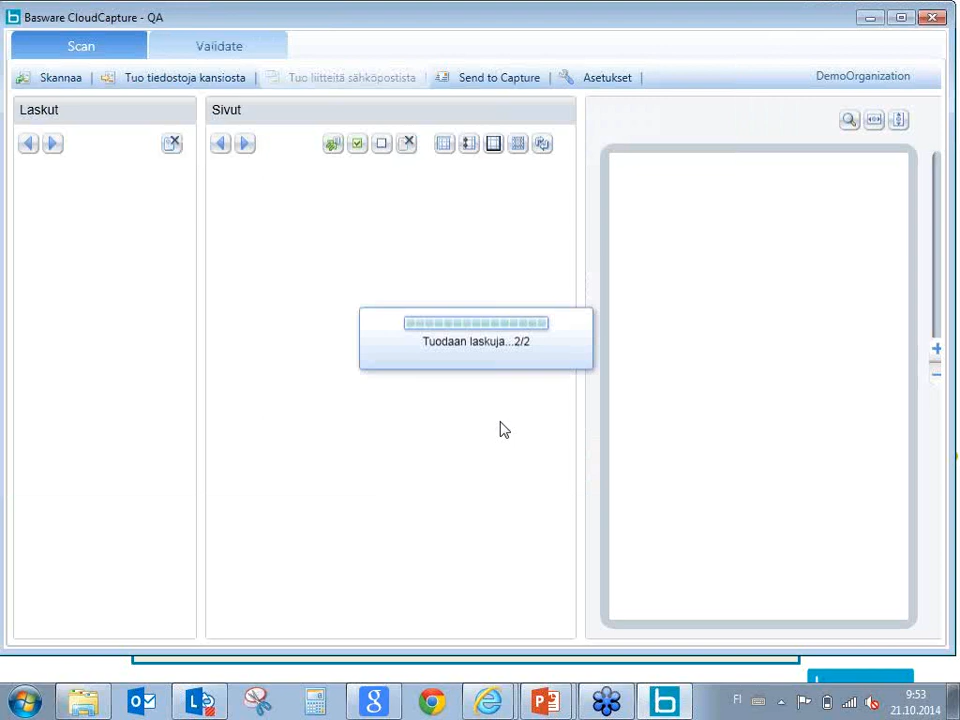 Basware CloudCapture - QA
Scan
Validate
Skannaa
Tuo tiedostoja kansiosta
Tuo liitteitä sähköpostista
Send to Capture
Asetukset
DemoOrganization
Laskut
Sivut
Tuodaan laskuja...2/2
FI
9:53
21.10.2014